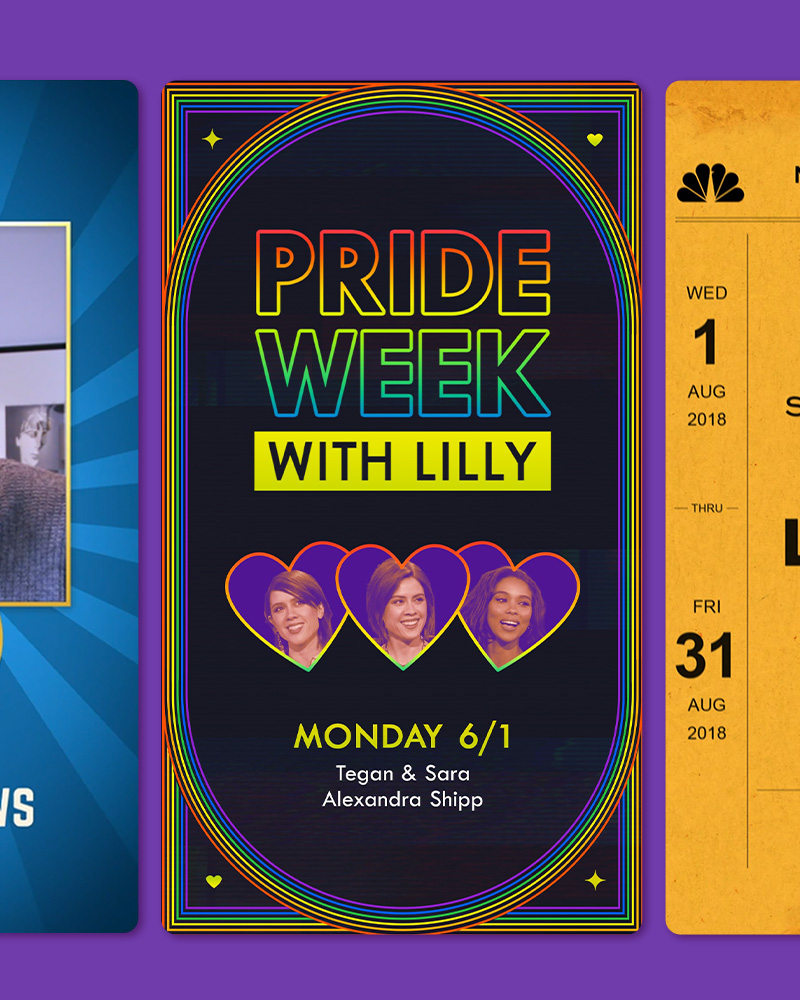 WS
PRIDE
WEEK
WITH LILLY
MONDAY 6/1
Tegan & Sara
Alexandra Shipp
WED
1
AUG
2018
THRU
FRI
31
AUG
2018